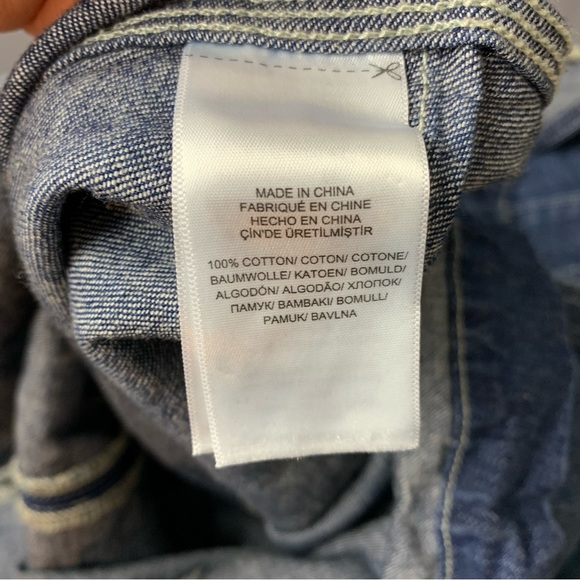 MADE IN CHINA
FABRIQUÉ EN CHINE
HECHO EN CHINA
ÇİN'DE ÜRETİLMİŞTİR
100% COTTON/ COTON/ COTONE/
BAUMWOLLE/ KATOEN/ BOMULD/
ALGODÓN/ ALGODÃO/ ХЛОПОК/
ПАМУК/ BAMBAKI/ BOMULL/
PAMUK/ BAVLNA